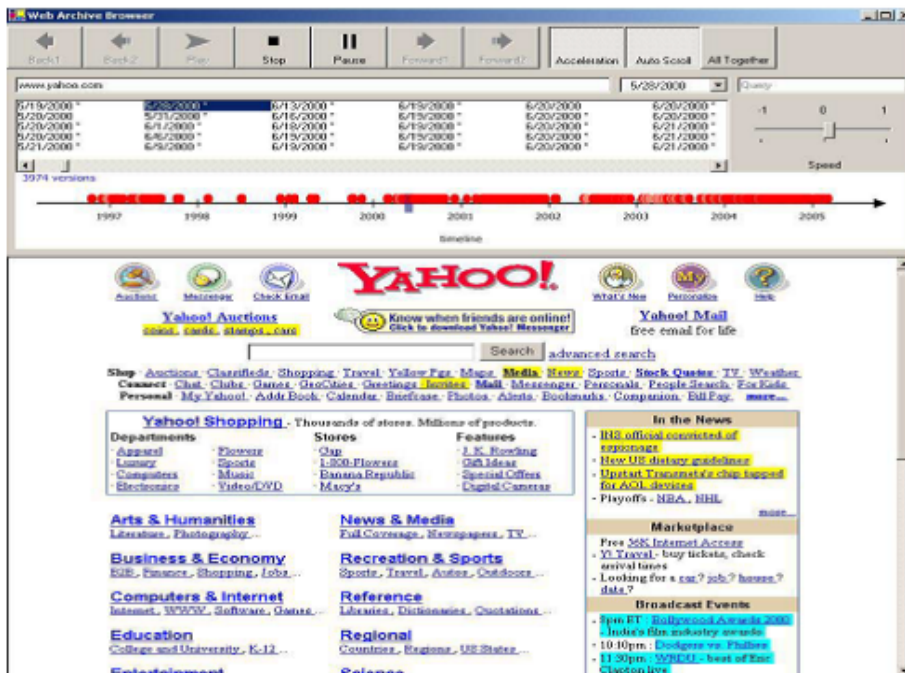 Web Archive Browser
Back1 Back2 Play Stop Pause Forward1 Forward2 Acceleration Auto Scroll All Together
www.yahoo.com 5/28/2000 Query
5/19/2000 * 5/28/2000 * 6/13/2000 * 6/19/2000 * 6/20/2000 6/20/2000 *
5/20/2000 5/31/2000 * 6/16/2000 * 6/19/2000 * 6/20/2000 * 6/20/2000 *
5/20/2000 * 6/1/2000 * 6/18/2000 * 6/19/2000 * 6/20/2000 * 6/21/2000 *
5/20/2000 * 6/6/2000 * 6/19/2000 * 6/19/2000 * 6/20/2000 * 6/21/2000 *
5/21/2000 * 6/9/2000 * 6/19/2000 * 6/19/2000 * 6/20/2000 * 6/21/2000 *
-1 0 1
Speed
3974 versions
1997 1998 1999 2000 2001 2002 2003 2004 2005
timeline
Auctions Messenger Check Email YAHOO! What's New Personalize Help
Yahoo! Auctions
coins, cards, stamps, cars
Know when friends are online!
Click to download Yahoo! Messenger
Yahoo! Mail
free email for life
Search advanced search
Shop · Auctions · Classifieds · Shopping · Travel · Yellow Pgs · Maps · Media · News · Sports · Stock Quotes · TV · Weather
Connect · Chat · Clubs · Games · GeoCities · Greetings · Invites · Mail · Messenger · Personals · People Search · For Kids
Personal · My Yahoo! · Addr Book · Calendar · Briefcase · Photos · Alerts · Bookmarks · Companion · Bill Pay · more...
Yahoo! Shopping - Thousands of stores. Millions of products.
Departments Stores Features
· Apparel · Flowers · Gap · J. K. Rowling
· Luxury · Sports · 1-800-Flowers · Gift Ideas
· Computers · Music · Banana Republic · Special Offers
· Electronics · Video/DVD · Macy's · Digital Cameras
Arts & Humanities
Literature, Photography...
News & Media
Full Coverage, Newspapers, TV...
Business & Economy
B2B, Finance, Shopping, Jobs...
Recreation & Sports
Sports, Travel, Autos, Outdoors...
Computers & Internet
Internet, WWW, Software, Games...
Reference
Libraries, Dictionaries, Quotations...
Education
College and University, K-12...
Regional
Countries, Regions, US States...
Entertainment
Science
In the News
· INS official convicted of
espionage
· New US dietary guidelines
· Upstart Transmeta's chip tapped
for AOL devices
· Playoffs - NBA, NHL
more...
Marketplace
· Free 56K Internet Access
· Y! Travel - buy tickets, check
arrival times
· Looking for a car? job? house?
date?
Broadcast Events
· 8pm ET : Bollywood Awards 2000
- India's film industry awards
· 10:10pm : Dodgers vs. Phillies
· 11:30pm : WRDU - best of Eric
Clapton live